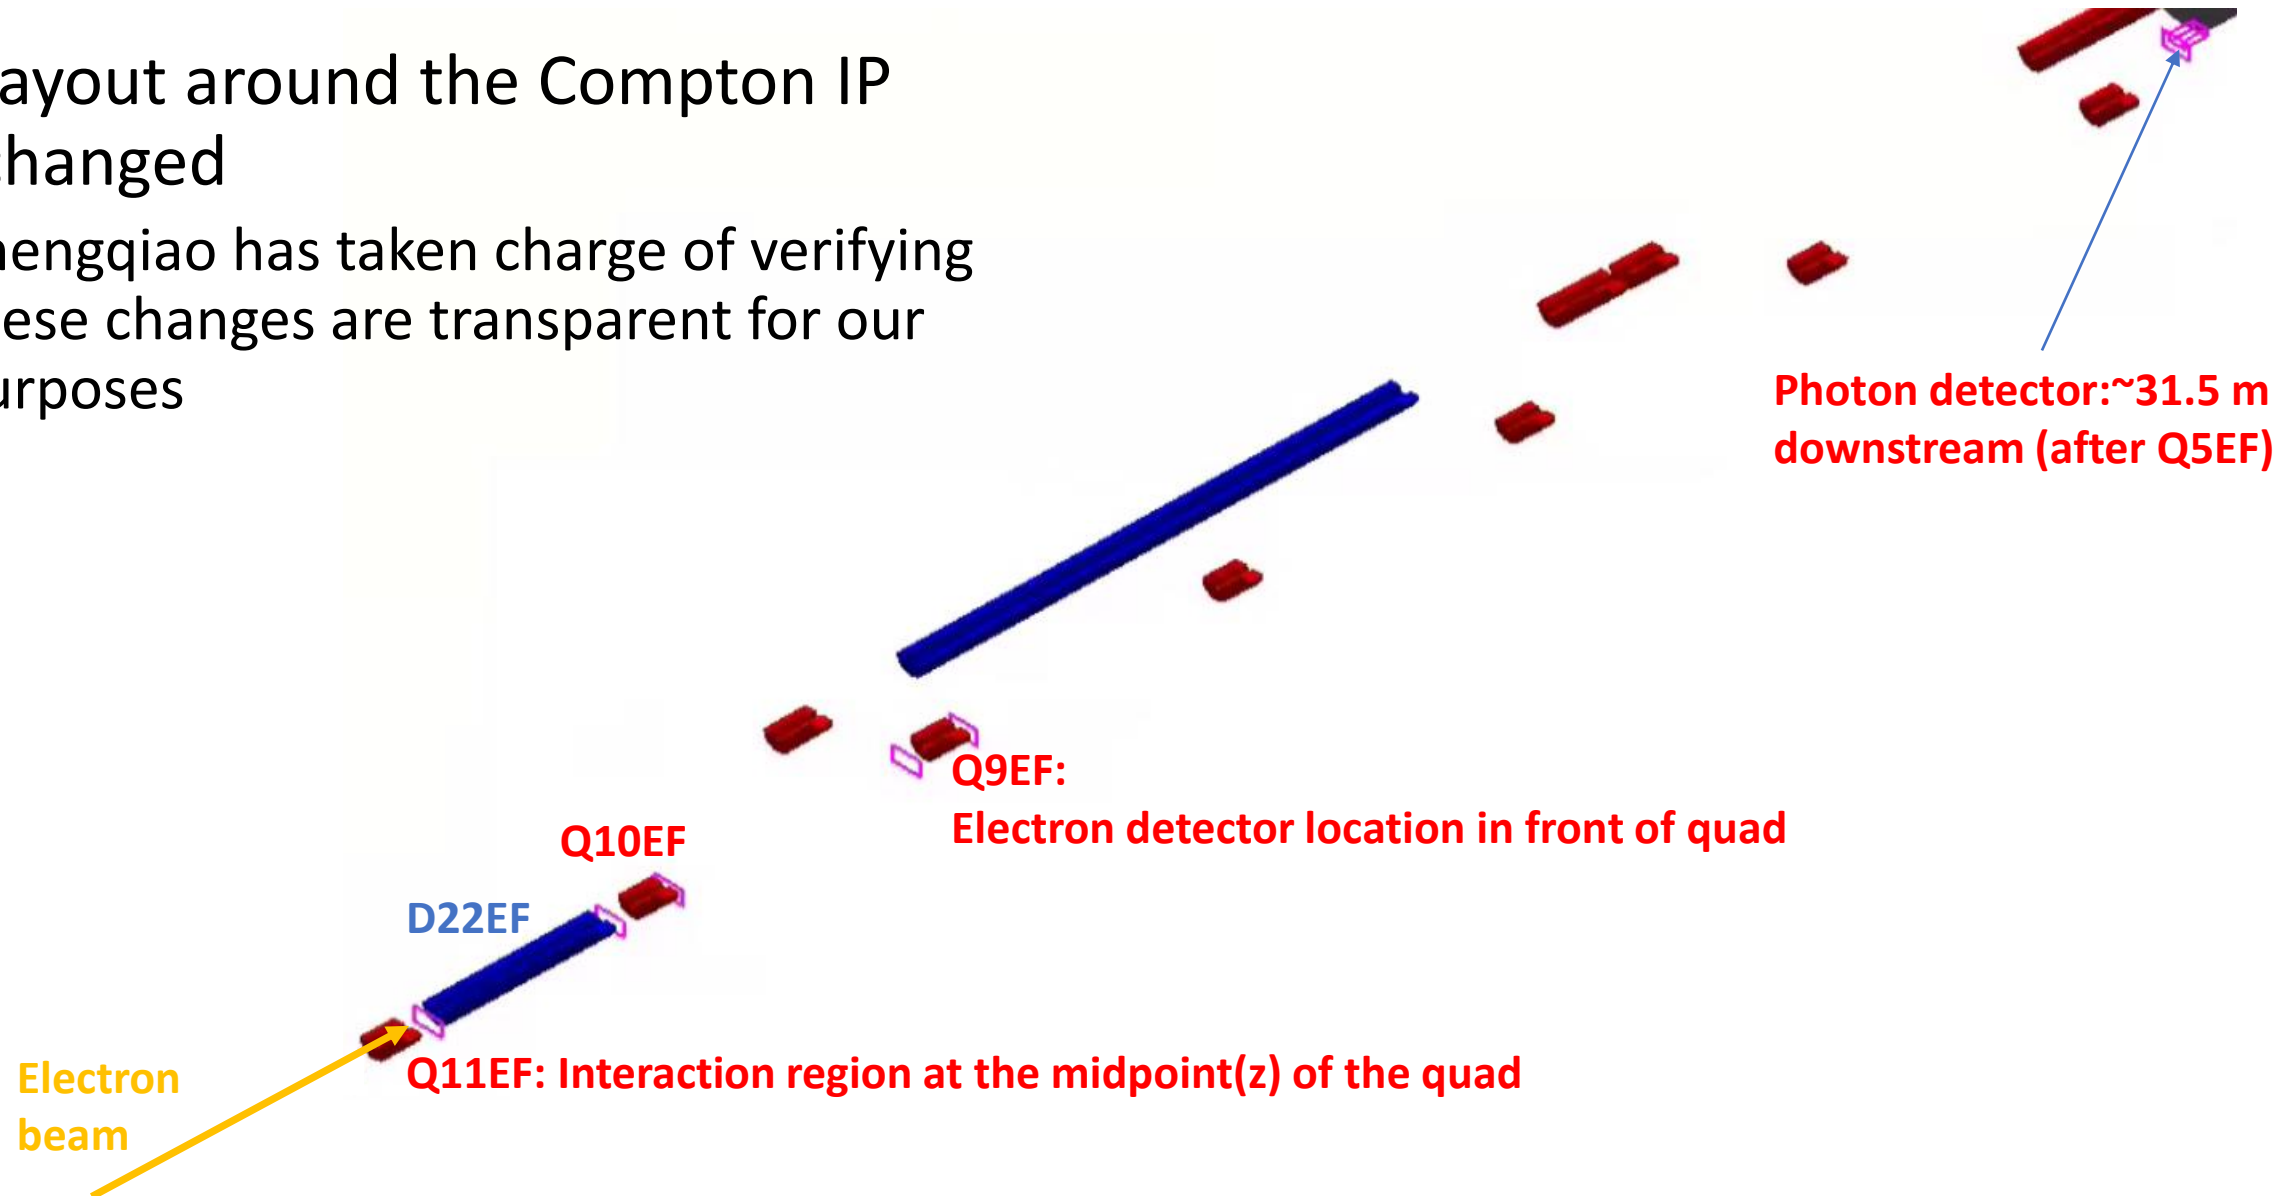 ayout around the Compton IP
changed
hengqiao has taken charge of verifying
ese changes are transparent for our
urposes
Photon detector:~31.5 m
downstream (after Q5EF)
Q9EF:
Electron detector location in front of quad
Q10EF
D22EF
Q11EF: Interaction region at the midpoint(z) of the quad
Electron
beam